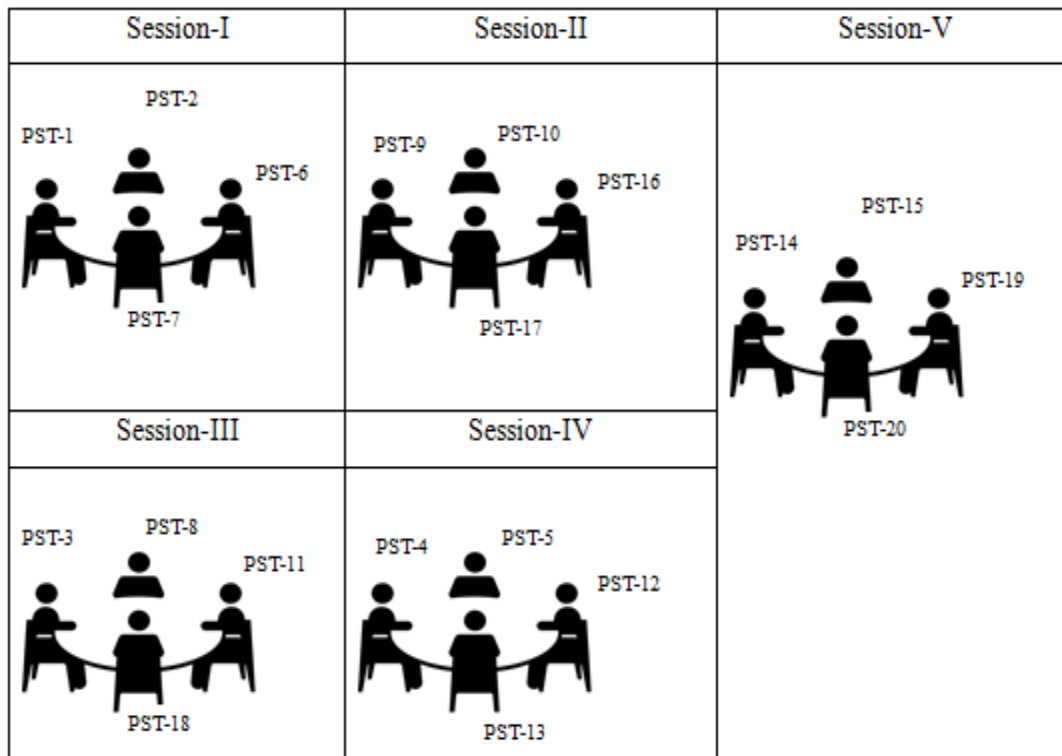 Session-I
Session-II
Session-V
PST-2
PST-1
PST-6
PST-7
PST-10
PST-9
PST-16
PST-17
PST-15
PST-14
PST-19
PST-20
Session-III
Session-IV
PST-8
PST-3
PST-11
PST-18
PST-5
PST-4
PST-12
PST-13